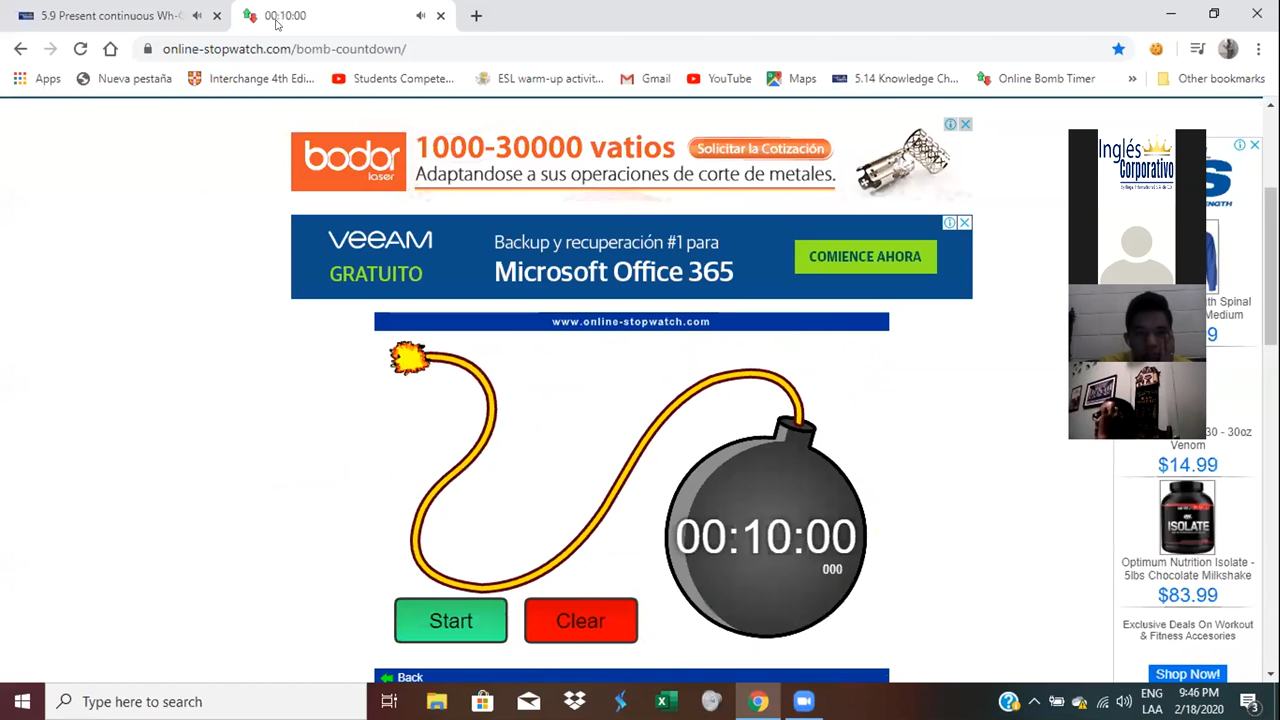 5.9 Present continuous Wh-
00:10:00
online-stopwatch.com/bomb-countdown/
Apps
Nueva pestaña
Interchange 4th Edi...
Students Compete...
ESL warm-up activit...
Gmail
YouTube
Maps
5.14 Knowledge Ch...
Online Bomb Timer
»
Other bookmarks
bodor
laser
1000-30000 vatios
Solicitar la Cotización
Adaptandose a sus operaciones de corte de metales.
Inglés
Corporativo
STRENGTH
VEEAM
GRATUITO
Backup y recuperación #1 para
Microsoft Office 365
COMIENCE AHORA
www.online-stopwatch.com
00:10:00
000
Start
Clear
Back
Spinal
Medium
30 - 30oz
Venom
$14.99
ISOLATE
Optimum Nutrition Isolate -
5lbs Chocolate Milkshake
$83.99
Exclusive Deals On Workout
& Fitness Accesories
Shop Now!
Type here to search
ENG
LAA
9:46 PM
2/18/2020
3